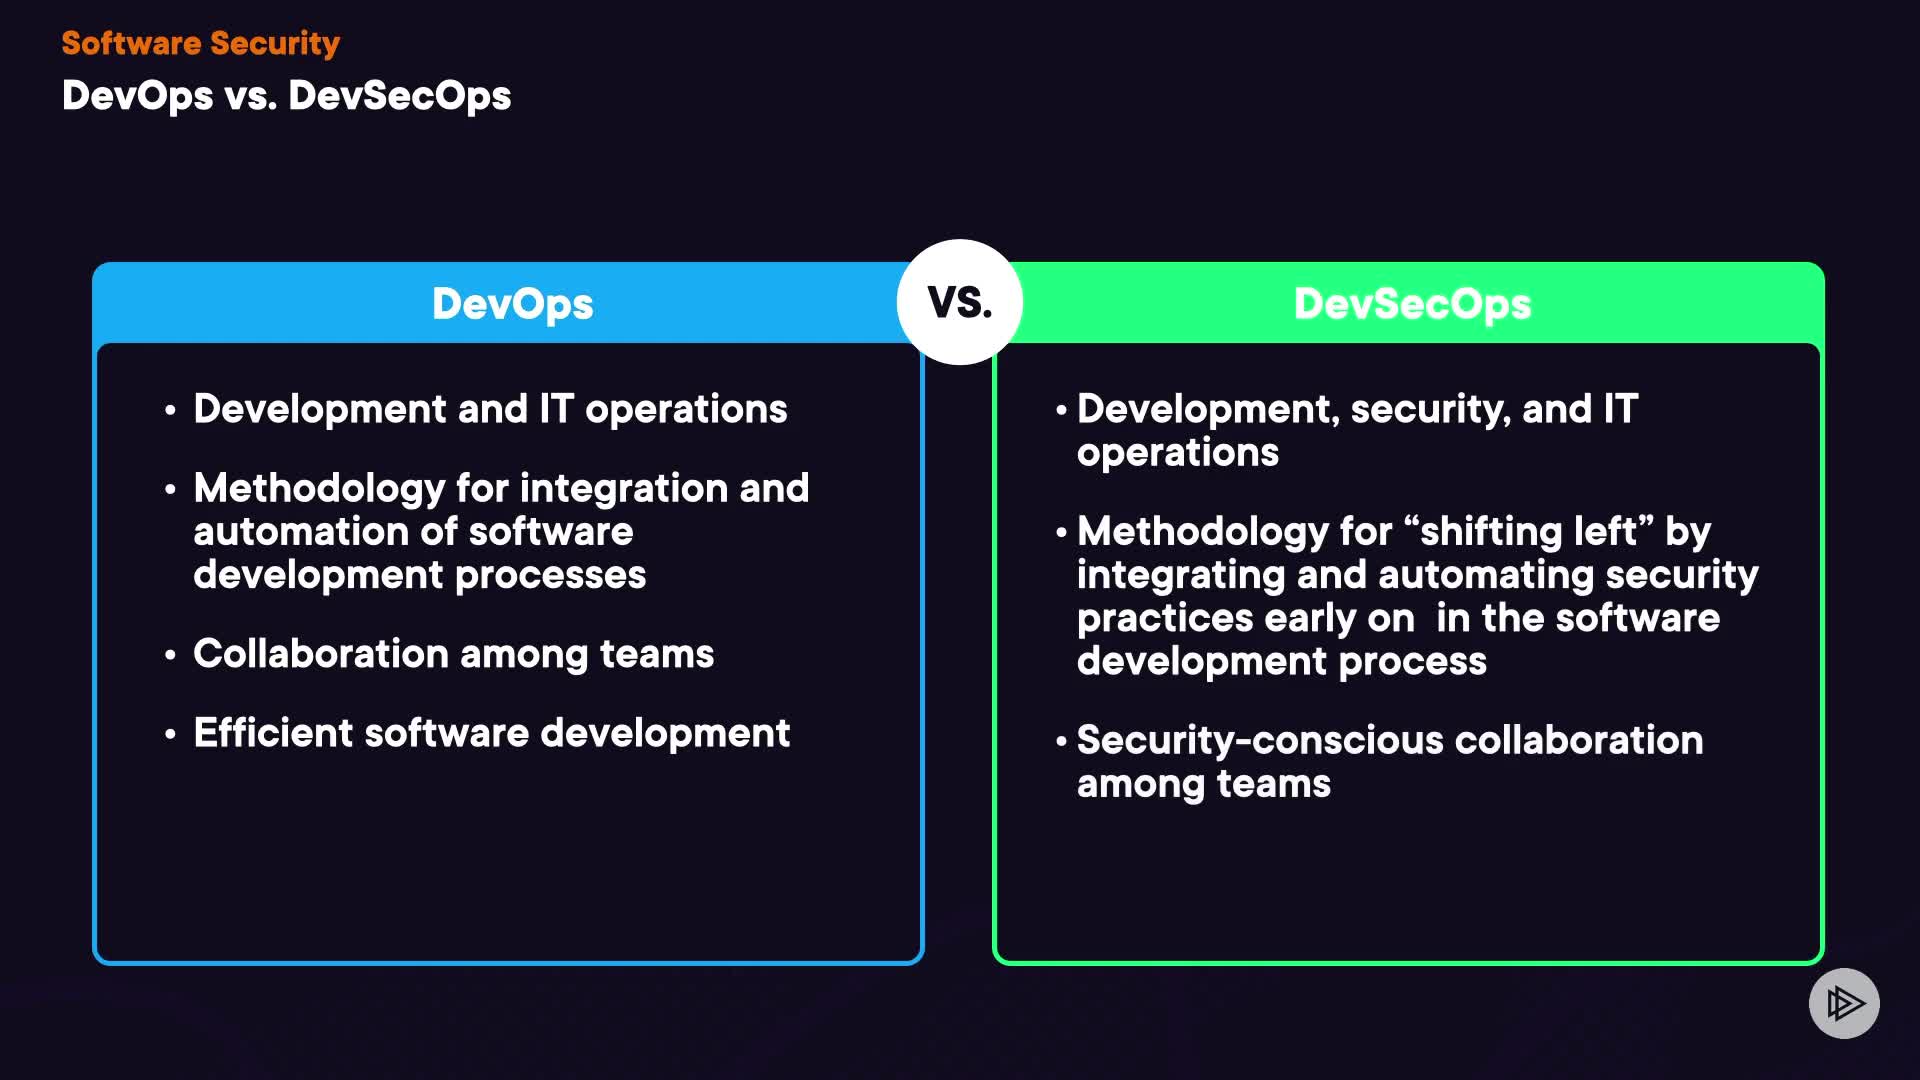 Software Security
DevOps vs. DevSecOps
DevOps
VS.
DevSecOps
• Development and IT operations
• Methodology for integration and
automation of software
development processes
• Collaboration among teams
• Efficient software development
• Development, security, and IT
operations
• Methodology for “shifting left” by
integrating and automating security
practices early on  in the software
development process
• Security-conscious collaboration
among teams